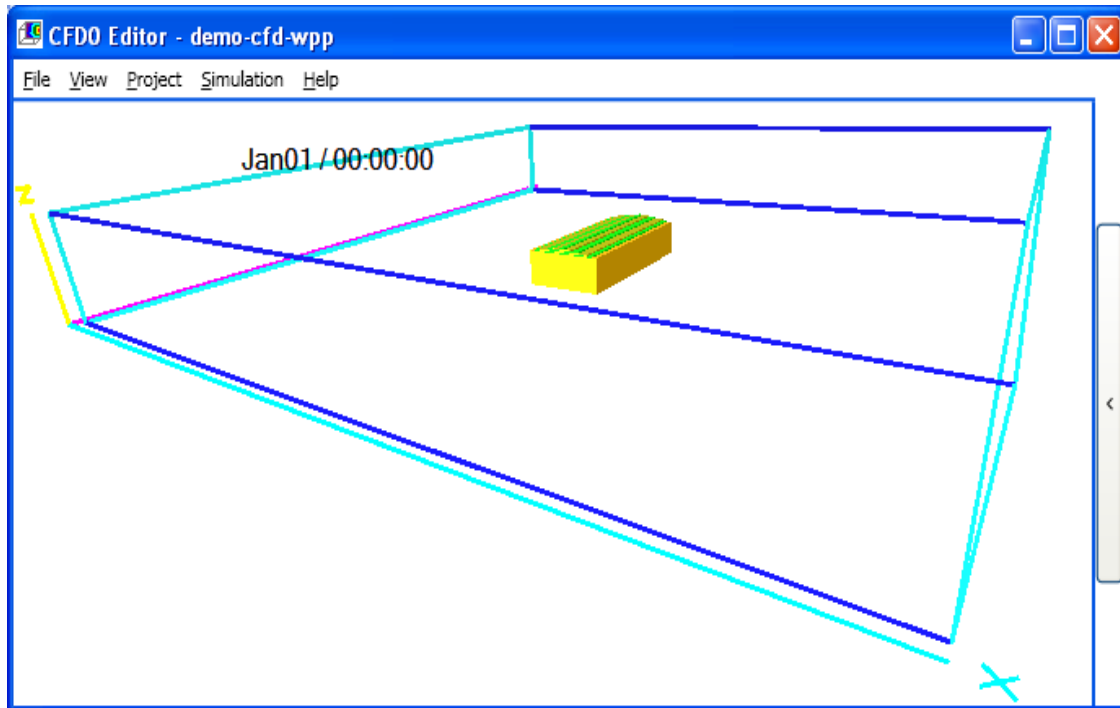 CFD0 Editor - demo-cfd-wpp
File View Project Simulation Help
Jan01 / 00:00:00
Z
X